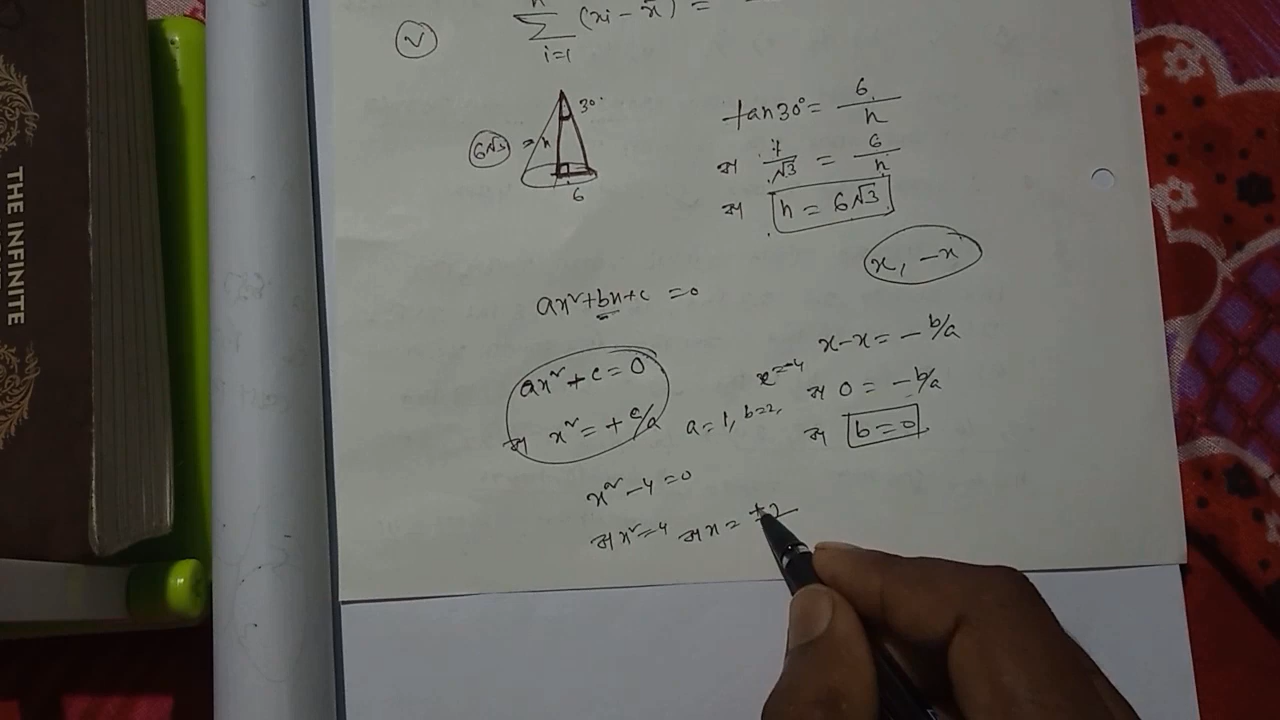 THE INFINITE
V
n
∑ (xi - x̄) =
i=1
30°
6√3 = h
6
tan30° = 6/h
বা 1/√3 = 6/h
বা h = 6√3
x, -x
ax²+bx+c =0
x-x = -b/a
ax²+c=0
বা x² = + c/a
c=-4
a=1, b=2,
বা 0 = -b/a
বা b=0
x²-4=0
বা x²=4 বা x= ±2